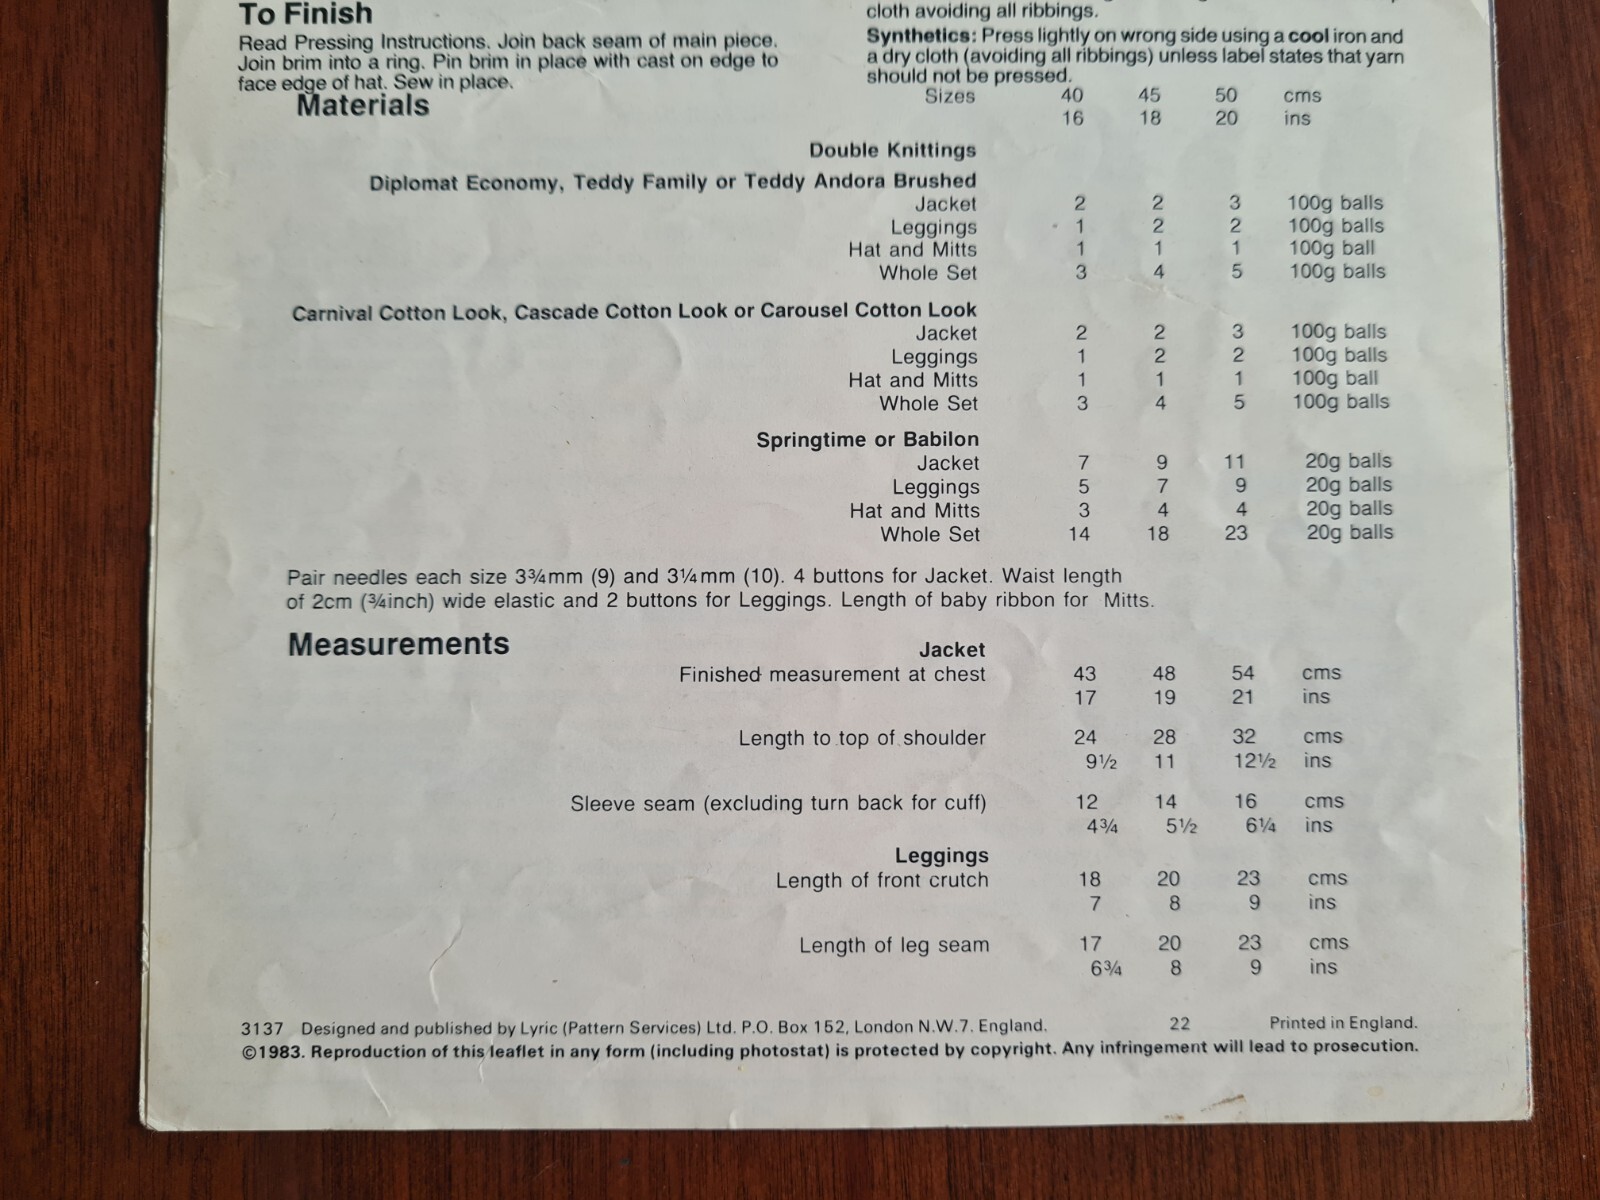 To Finish
Read Pressing Instructions. Join back seam of main piece.
Join brim into a ring. Pin brim in place with cast on edge to
face edge of hat. Sew in place.
cloth avoiding all ribbings.
Synthetics: Press lightly on wrong side using a cool iron and
a dry cloth (avoiding all ribbings) unless label states that yarn
should not be pressed.
Materials
Sizes 40 45 50 cms
16 18 20 ins
Double Knittings
Diplomat Economy, Teddy Family or Teddy Andora Brushed
Jacket 2 2 3 100g balls
Leggings 1 2 2 100g balls
Hat and Mitts 1 1 1 100g ball
Whole Set 3 4 5 100g balls
Carnival Cotton Look, Cascade Cotton Look or Carousel Cotton Look
Jacket 2 2 3 100g balls
Leggings 1 2 2 100g balls
Hat and Mitts 1 1 1 100g ball
Whole Set 3 4 5 100g balls
Springtime or Babilon
Jacket 7 9 11 20g balls
Leggings 5 7 9 20g balls
Hat and Mitts 3 4 4 20g balls
Whole Set 14 18 23 20g balls
Pair needles each size 3¾mm (9) and 3¼mm (10). 4 buttons for Jacket. Waist length
of 2cm (¾inch) wide elastic and 2 buttons for Leggings. Length of baby ribbon for Mitts.
Measurements
Jacket
Finished measurement at chest 43 48 54 cms
17 19 21 ins
Length to top of shoulder 24 28 32 cms
9½ 11 12½ ins
Sleeve seam (excluding turn back for cuff) 12 14 16 cms
4¾ 5½ 6¼ ins
Leggings
Length of front crutch 18 20 23 cms
7 8 9 ins
Length of leg seam 17 20 23 cms
6¾ 8 9 ins
3137 Designed and published by Lyric (Pattern Services) Ltd. P.O. Box 152, London N.W.7. England. 22 Printed in England.
©1983. Reproduction of this leaflet in any form (including photostat) is protected by copyright. Any infringement will lead to prosecution.